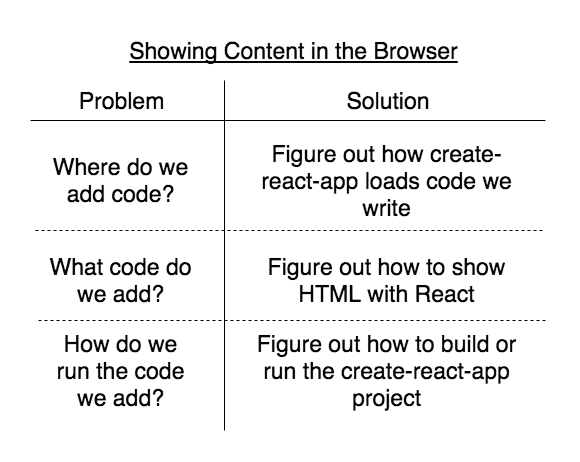 Showing Content in the Browser
Problem
Solution
Where do we
add code?
Figure out how create-
react-app loads code we
write
What code do
we add?
Figure out how to show
HTML with React
How do we
run the code
we add?
Figure out how to build or
run the create-react-app
project